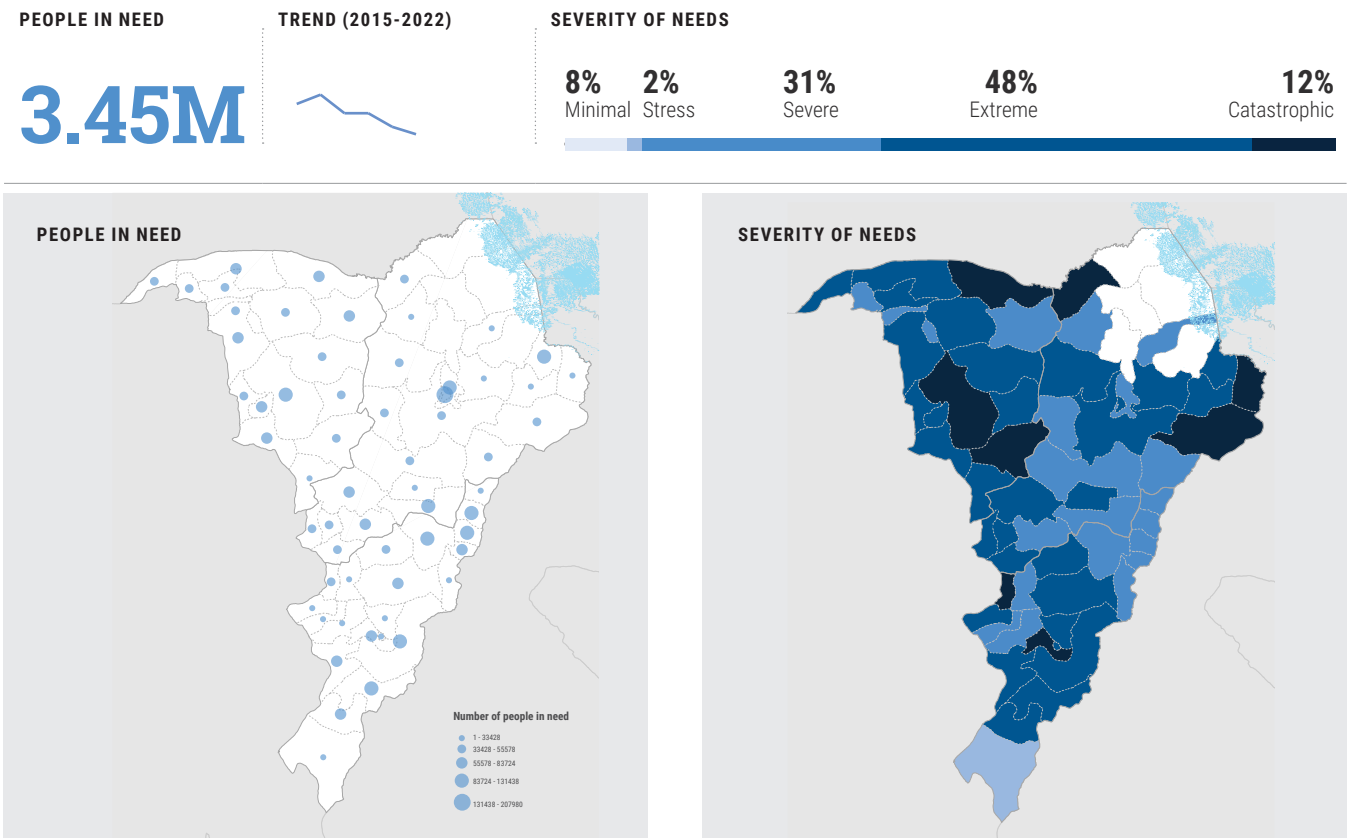 PEOPLE IN NEED
TREND (2015-2022)
SEVERITY OF NEEDS
3.45M
8%
Minimal
2%
Stress
31%
Severe
48%
Extreme
12%
Catastrophic
PEOPLE IN NEED
Number of people in need
1 - 33428
33428 - 55578
55578 - 83724
83724 - 131438
131438 - 207980
SEVERITY OF NEEDS